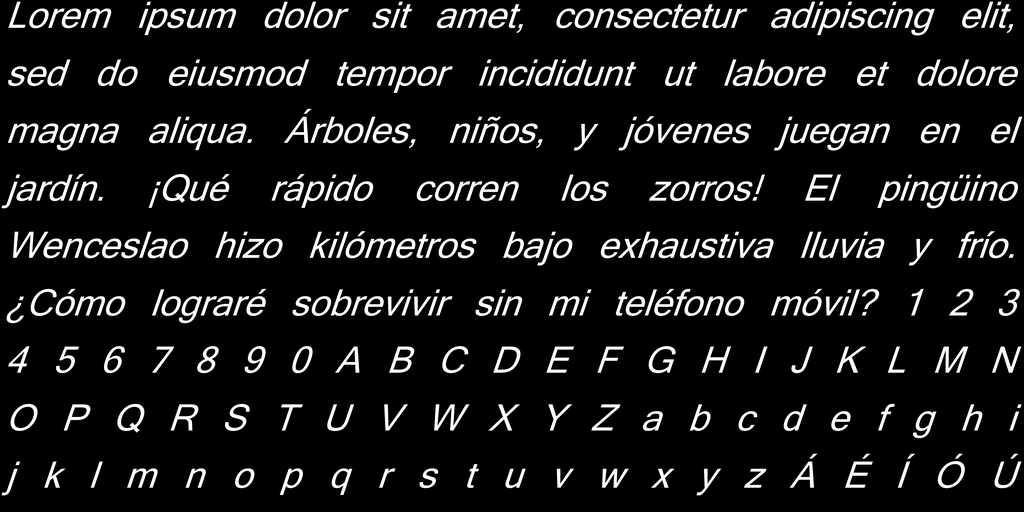 Lorem ipsum dolor sit amet, consectetur adipiscing elit,
sed do eiusmod tempor incididunt ut labore et dolore
magna aliqua. Árboles, niños, y jóvenes juegan en el
jardín. ¡Qué rápido corren los zorros! El pingüino
Wenceslao hizo kilómetros bajo exhaustiva lluvia y frío.
¿Cómo lograré sobrevivir sin mi teléfono móvil? 1 2 3
4 5 6 7 8 9 0 A B C D E F G H I J K L M N
O P Q R S T U V W X Y Z a b c d e f g h i
j k l m n o p q r s t u v w x y z Á É Í Ó Ú